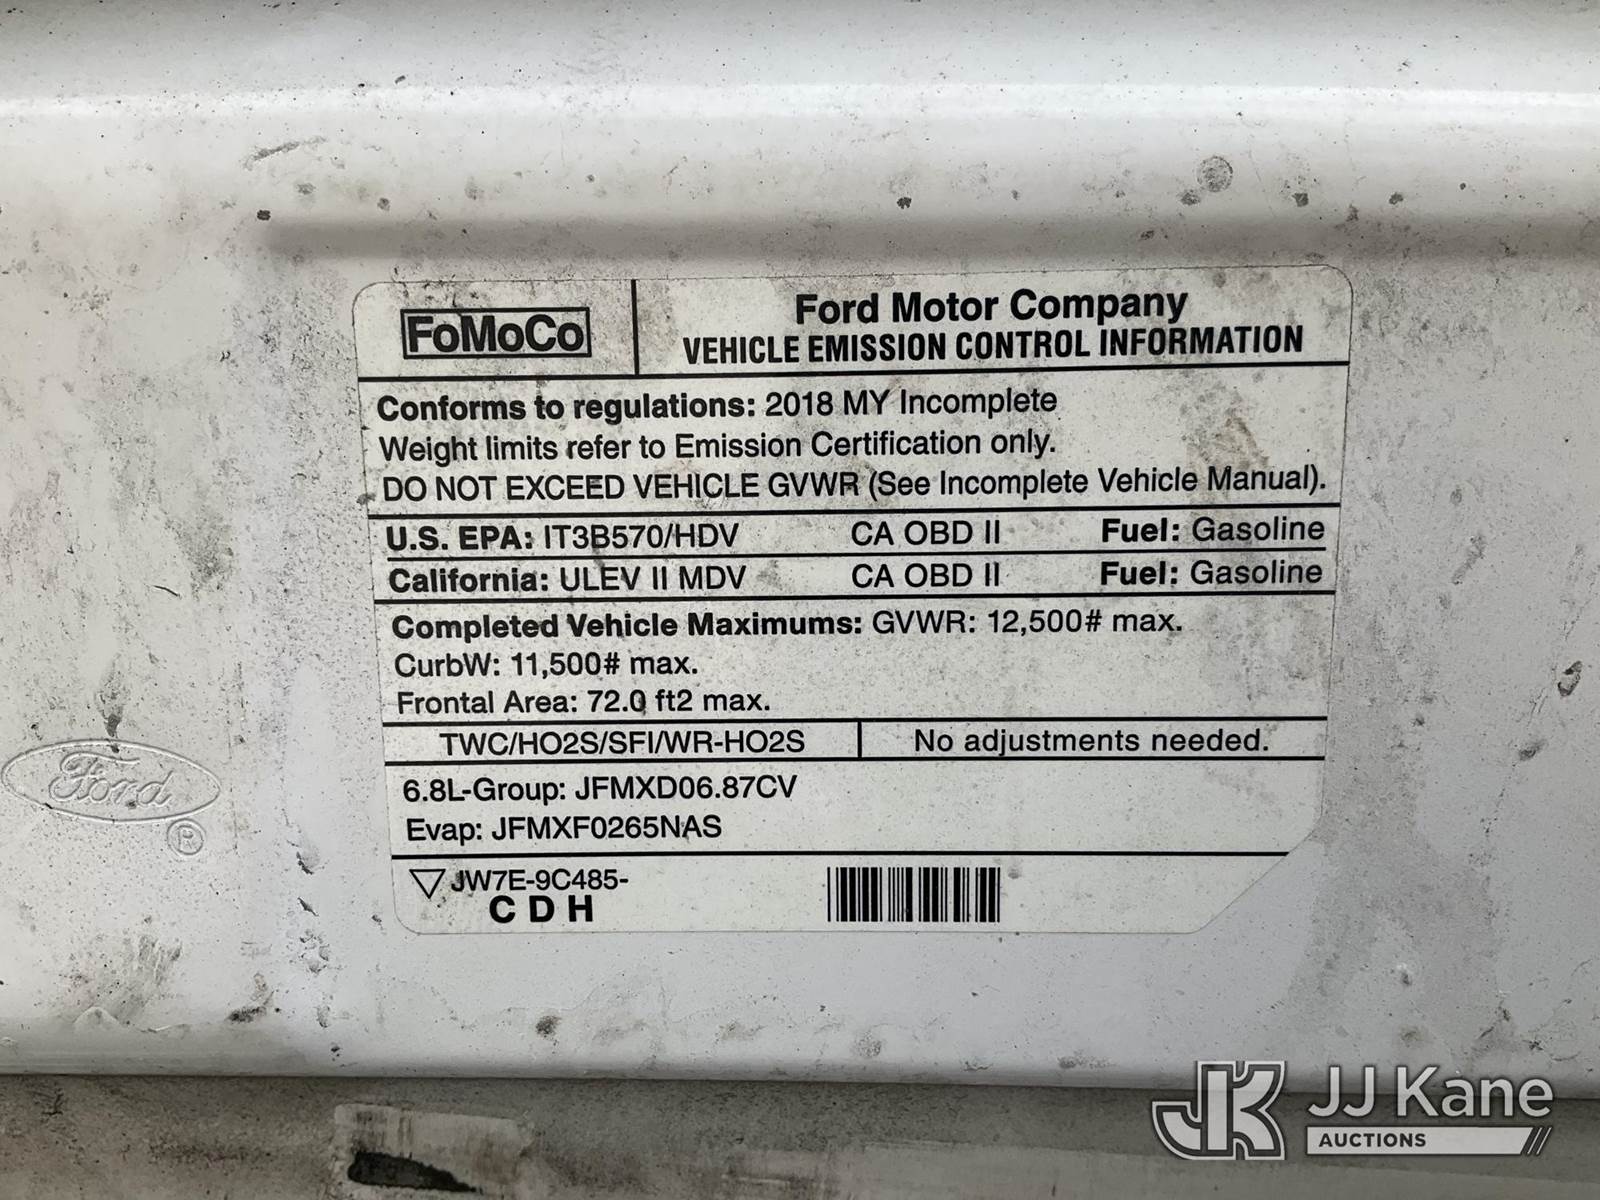 FoMoCo
Ford Motor Company
VEHICLE EMISSION CONTROL INFORMATION
Conforms to regulations: 2018 MY Incomplete
Weight limits refer to Emission Certification only.
DO NOT EXCEED VEHICLE GVWR (See Incomplete Vehicle Manual).
U.S. EPA: IT3B570/HDV CA OBD II Fuel: Gasoline
California: ULEV II MDV CA OBD II Fuel: Gasoline
Completed Vehicle Maximums: GVWR: 12,500# max.
CurbW: 11,500# max.
Frontal Area: 72.0 ft2 max.
TWC/HO2S/SFI/WR-HO2S No adjustments needed.
6.8L-Group: JFMXD06.87CV
Evap: JFMXF0265NAS
JW7E-9C485-
C D H
Ford
®
JK JJ Kane
AUCTIONS